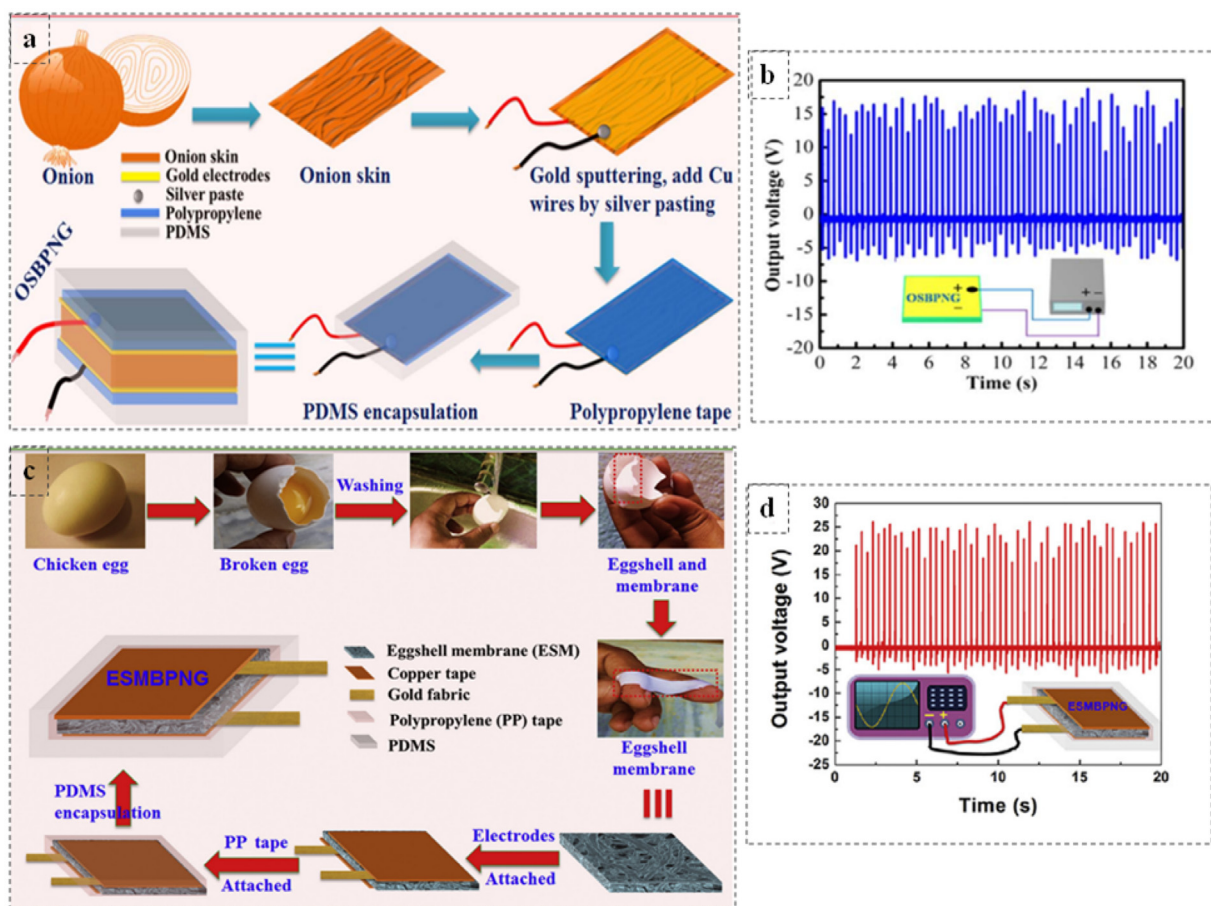 a
Onion
Onion skin
Gold electrodes
Silver paste
Polypropylene
PDMS
Onion skin
Gold sputtering, add Cu
wires by silver pasting
OSBPNG
PDMS encapsulation
Polypropylene tape
b
Output voltage (V)
20
15
10
5
0
-5
-10
-15
-20
OSBPNG
+
−
+ −
0 2 4 6 8 10 12 14 16 18 20
Time (s)
c
Chicken egg
Broken egg
Washing
Eggshell and
membrane
Eggshell
membrane
ESMBPNG
Eggshell membrane (ESM)
Copper tape
Gold fabric
Polypropylene (PP) tape
PDMS
PDMS
encapsulation
PP tape
Attached
Electrodes
Attached
d
Output voltage (V)
30
25
20
15
10
5
0
-5
-10
-15
-20
-25
− +
ESMBPNG
0 5 10 15 20
Time (s)